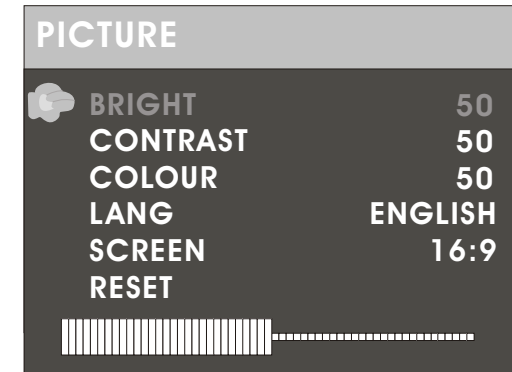 PICTURE
BRIGHT 50
CONTRAST 50
COLOUR 50
LANG ENGLISH
SCREEN 16:9
RESET